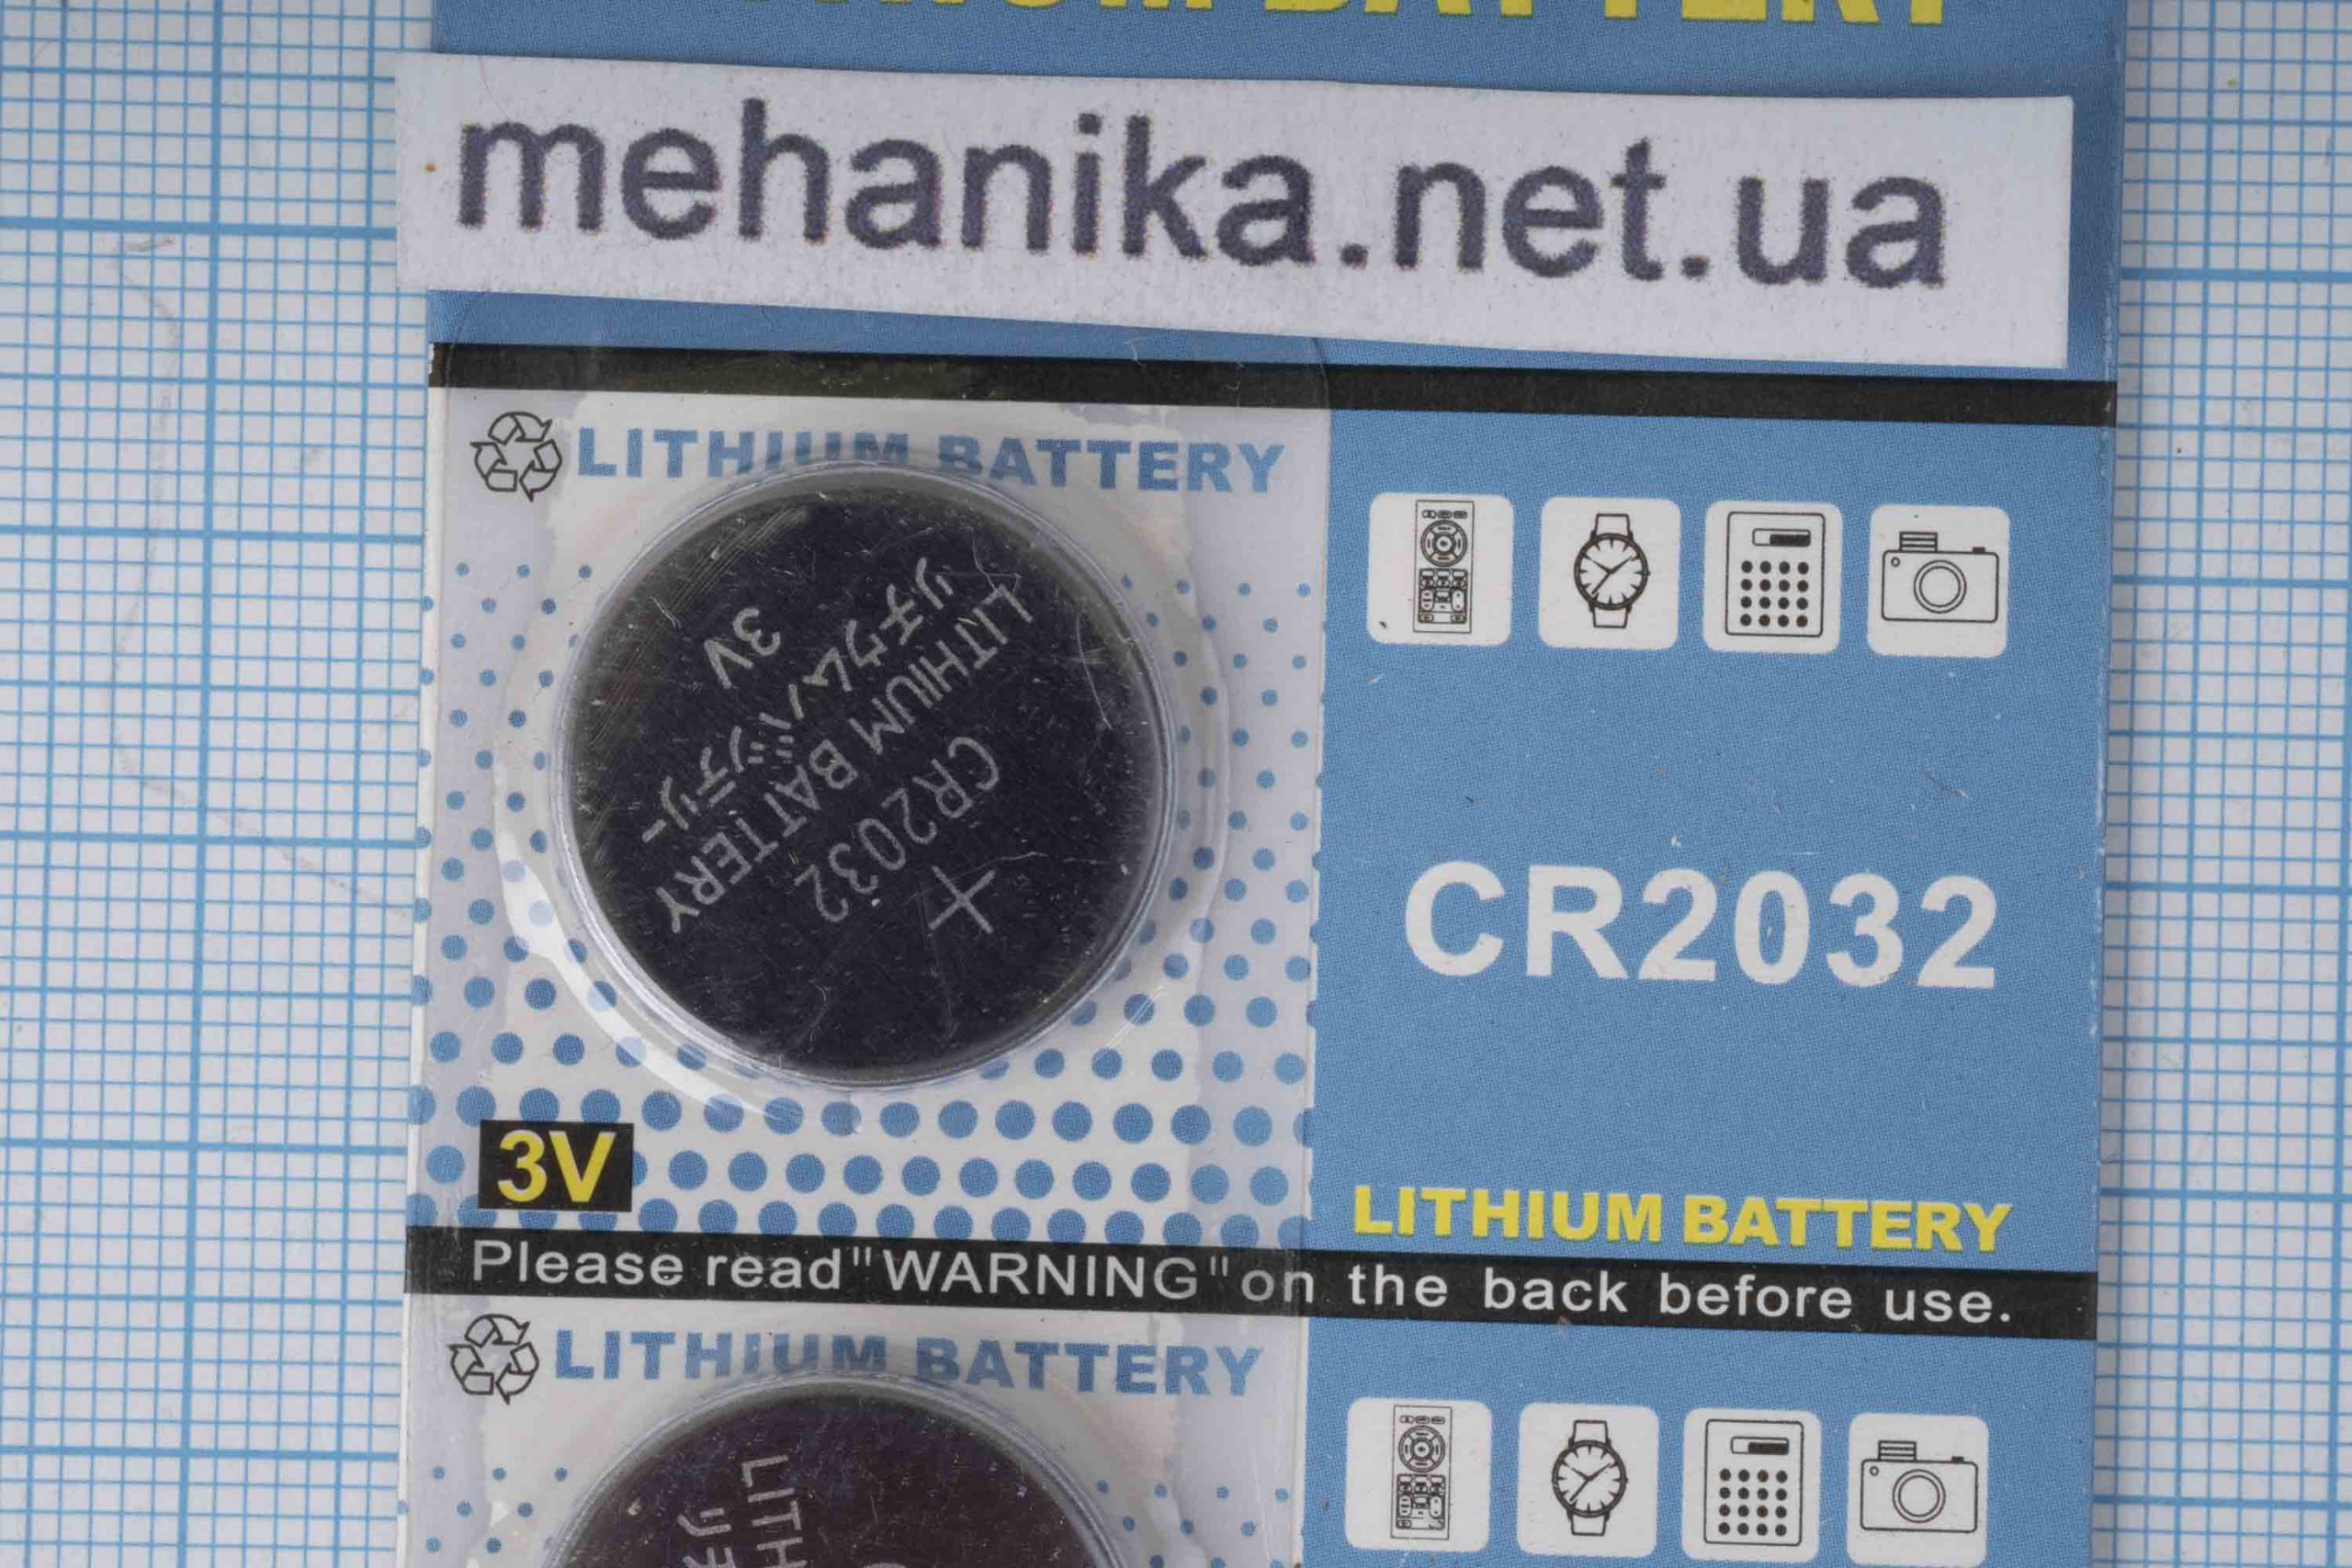 BATTERY
mehanika.net.ua
LITHIUM BATTERY
3V
リチウムバッテリー
LITHIUM BATTERY
CR2032
+
CR2032
3V
LITHIUM BATTERY
Please read "WARNING" on the back before use.
LITHIUM BATTERY